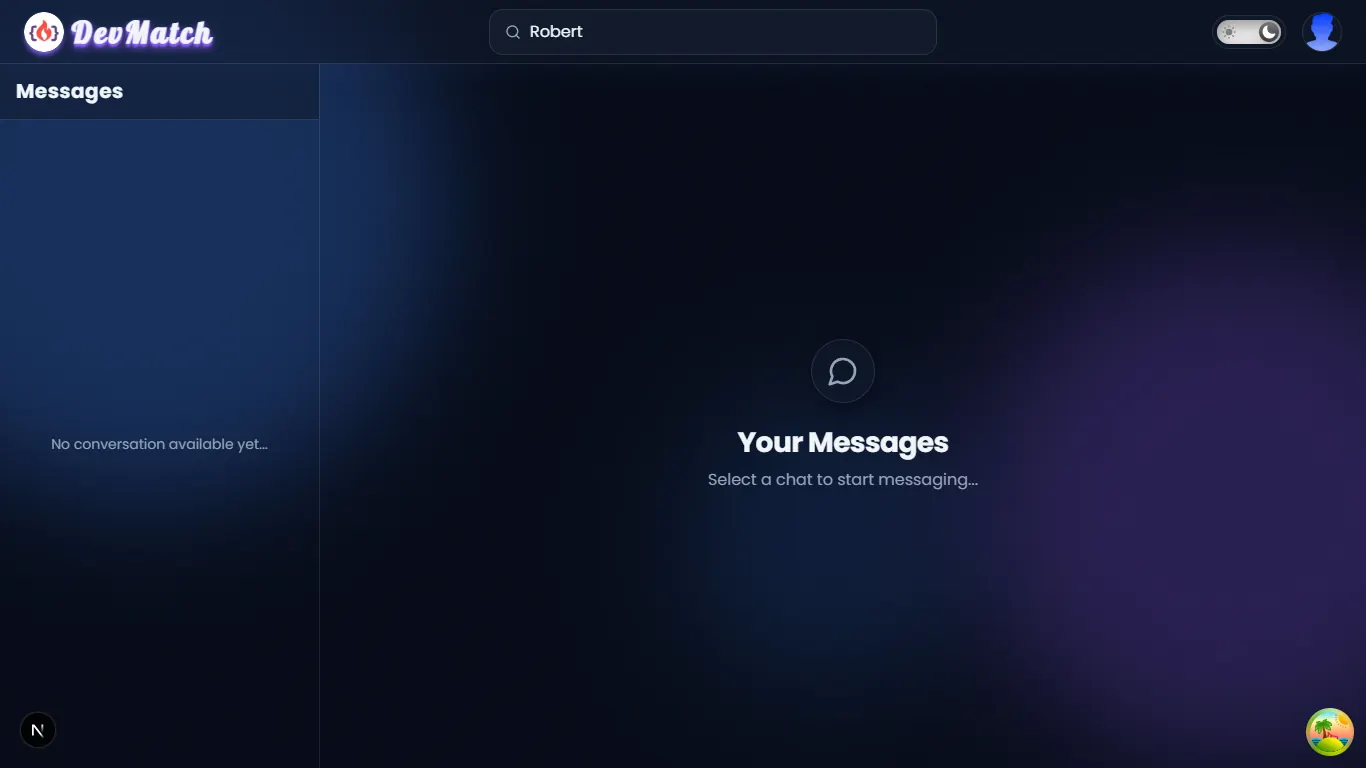 DevMatch
Robert
Messages
No conversation available yet...
Your Messages
Select a chat to start messaging...
N